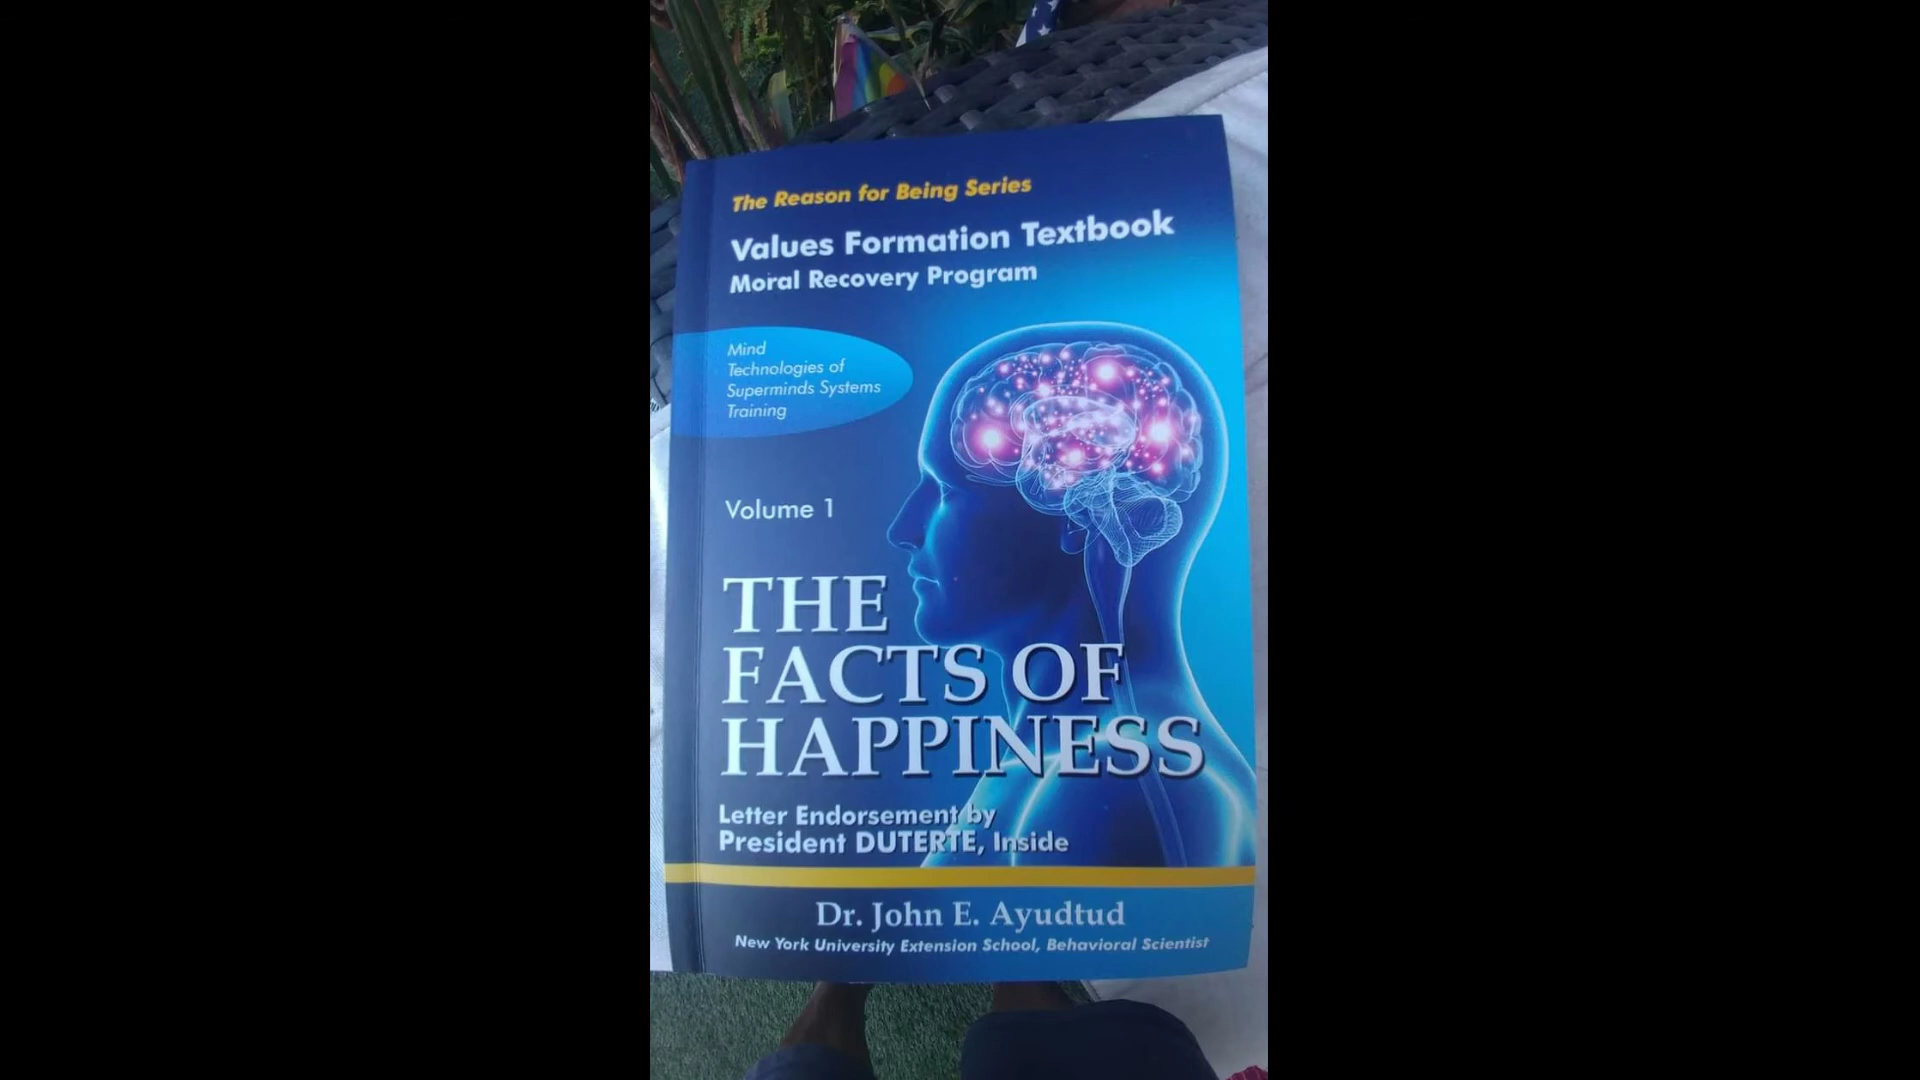 The Reason for Being Series
Values Formation Textbook
Moral Recovery Program
Mind
Technologies of
Superminds Systems
Training
Volume 1
THE
FACTS OF
HAPPINESS
Letter Endorsement by
President DUTERTE, Inside
Dr. John E. Ayudtud
New York University Extension School, Behavioral Scientist